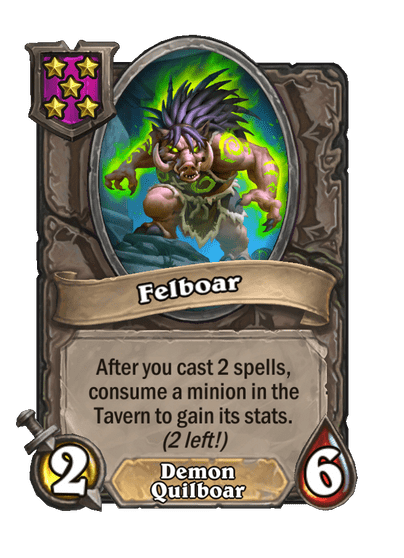 Felboar
After you cast 2 spells,
consume a minion in the
Tavern to gain its stats.
(2 left!)
2
Demon
Quilboar
6